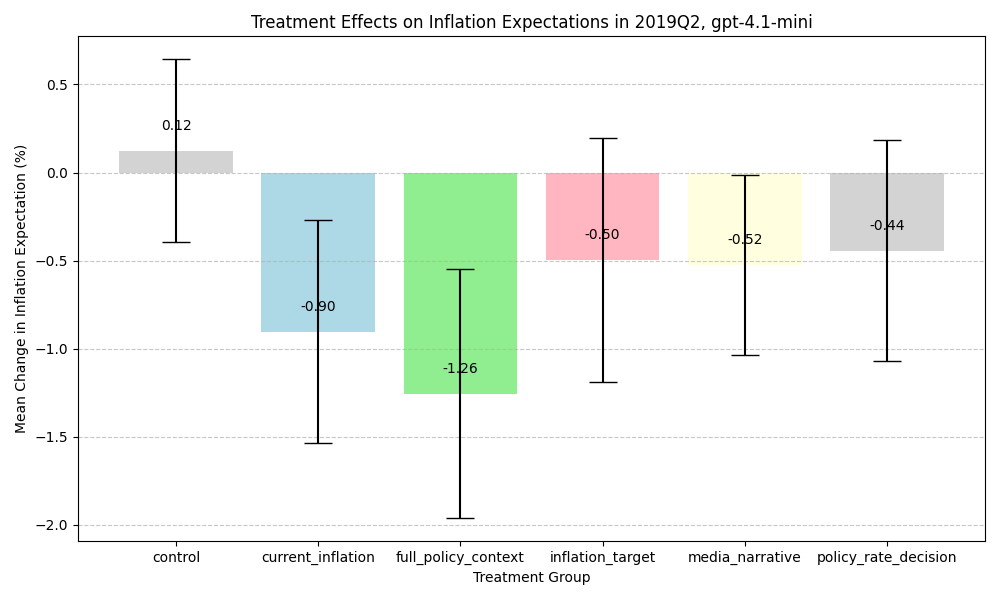 Treatment Effects on Inflation Expectations in 2019Q2, gpt-4.1-mini
Mean Change in Inflation Expectation (%)
0.5
0.0
−0.5
−1.0
−1.5
−2.0
0.12
-0.90
-1.26
-0.50
-0.52
-0.44
control
current_inflation
full_policy_context
inflation_target
media_narrative
policy_rate_decision
Treatment Group